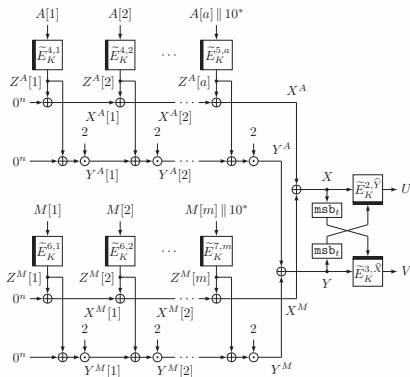 A[1] A[2] A[a] ∥ 10*
Ẽ_K^{4,1} Ẽ_K^{4,2} ··· Ẽ_K^{5,a}
Z^A[1] Z^A[2] Z^A[a]
0^n X^A[1] X^A[2] ··· X^A
2 2 2 Y^A
0^n Y^A[1] Y^A[2] ···
X Ẽ_K^{2,Ŷ} U
msb_t
M[1] M[2] M[m] ∥ 10*
msb_t
Ẽ_K^{6,1} Ẽ_K^{6,2} ··· Ẽ_K^{7,m}
Y Ẽ_K^{3,X̂} V
Z^M[1] Z^M[2] Z^M[m]
0^n X^M[1] X^M[2] ··· X^M
2 2 2
0^n Y^M[1] Y^M[2] ··· Y^M